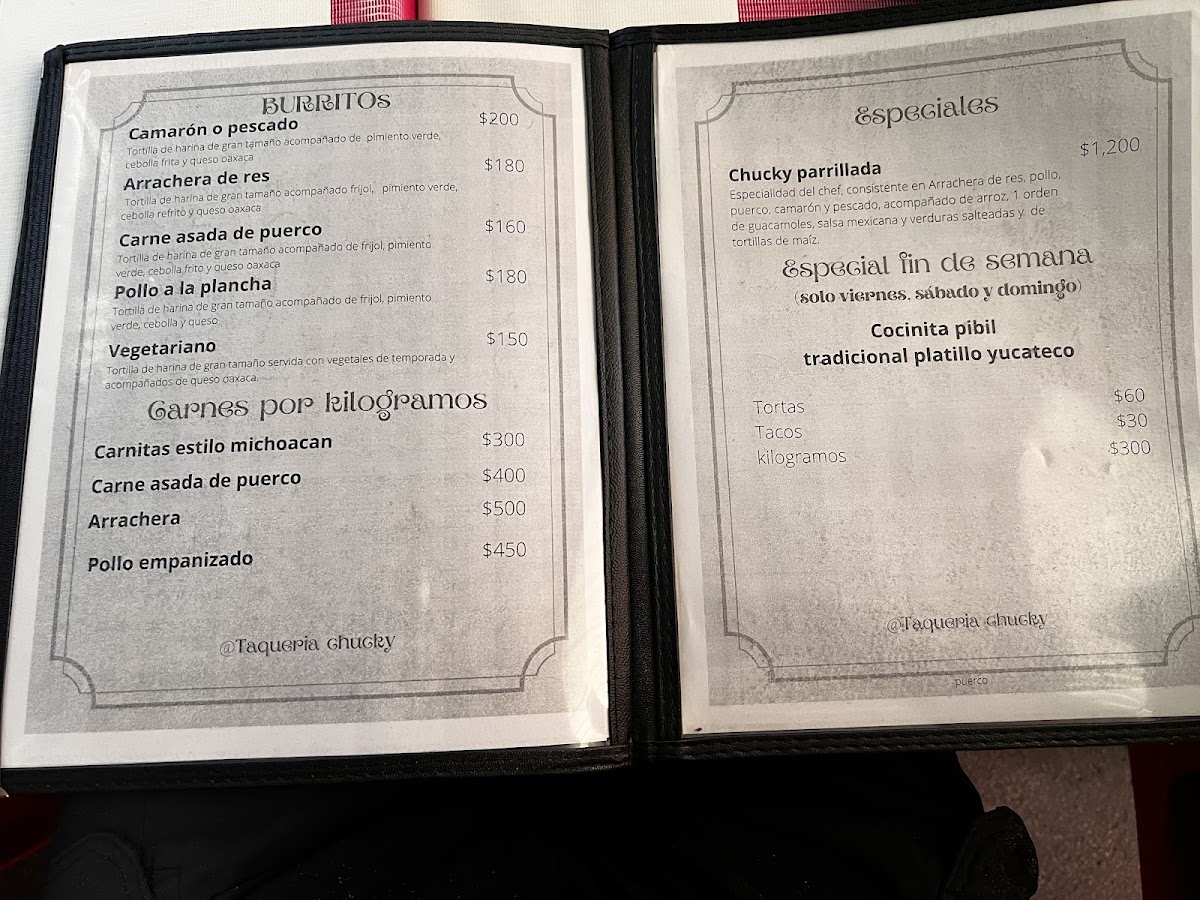 BURRITOS
Camarón o pescado $200
Tortilla de harina de gran tamaño acompañado de pimiento verde,
cebolla frita y queso oaxaca
Arrachera de res $180
Tortilla de harina de gran tamaño acompañado frijol, pimiento verde,
cebolla refrito y queso oaxaca
Carne asada de puerco $160
Tortilla de harina de gran tamaño acompañado de frijol, pimiento
verde, cebolla frito y queso oaxaca
Pollo a la plancha $180
Tortilla de harina de gran tamaño acompañado de frijol, pimiento
verde, cebolla y queso
Vegetariano $150
Tortilla de harina de gran tamaño servida con vegetales de temporada y
acompañados de queso oaxaca.
Carnes por kilogramos
Carnitas estilo michoacan $300
Carne asada de puerco $400
Arrachera $500
Pollo empanizado $450
@Taqueria chucky
Especiales
Chucky parrillada $1,200
Especialidad del chef, consistente en Arrachera de res, pollo,
puerco, camarón y pescado, acompañado de arroz, 1 orden
de guacamoles, salsa mexicana y verduras salteadas y de
tortillas de maíz.
Especial fin de semana
(solo viernes, sábado y domingo)
Cocinita pibil
tradicional platillo yucateco
Tortas $60
Tacos $30
kilogramos $300
@Taqueria chucky
puerco